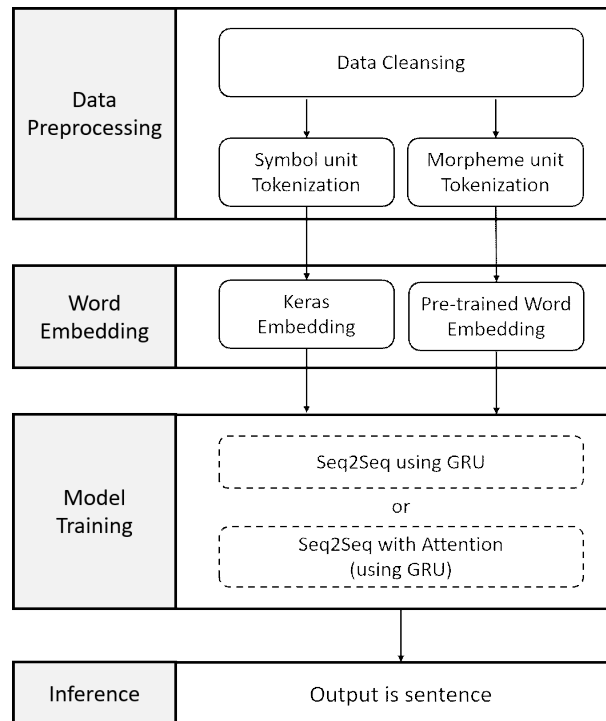 Data
Preprocessing
Data Cleansing
Symbol unit
Tokenization
Morpheme unit
Tokenization
Word
Embedding
Keras
Embedding
Pre-trained Word
Embedding
Model
Training
Seq2Seq using GRU
or
Seq2Seq with Attention
(using GRU)
Inference
Output is sentence